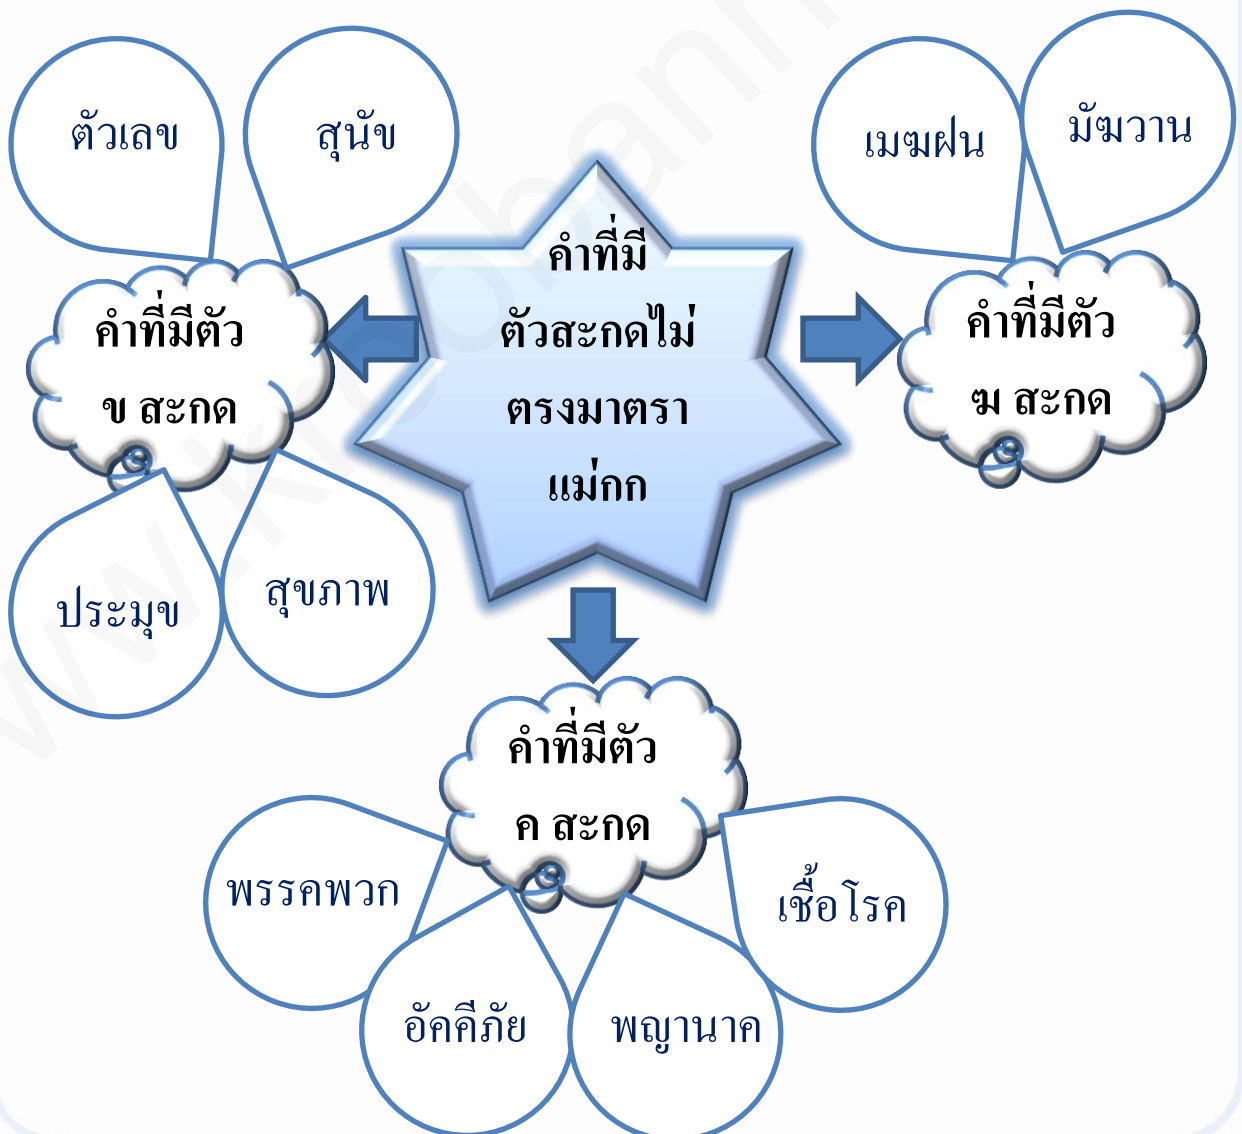 ตัวเลข
สุนัข
เมฆฝน
มัฆวาน
คำที่มี
ตัวสะกดไม่
ตรงมาตรา
แม่กก
คำที่มีตัว
ข สะกด
คำที่มีตัว
ฆ สะกด
ประมุข
สุขภาพ
คำที่มีตัว
ค สะกด
พรรคพวก
เชื้อโรค
อัคคีภัย
พญานาค